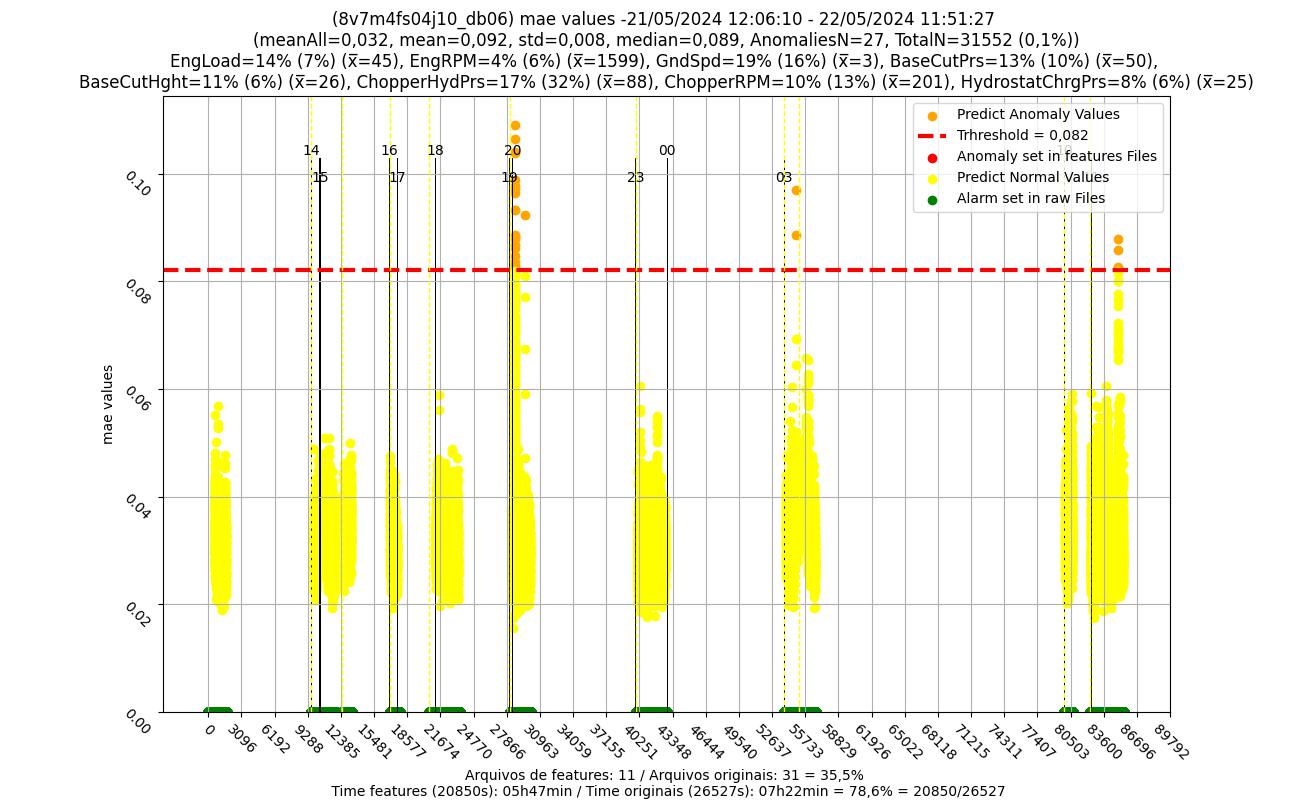 (8v7m4fs04j10_db06) mae values -21/05/2024 12:06:10 - 22/05/2024 11:51:27
(meanAll=0,032, mean=0,092, std=0,008, median=0,089, AnomaliesN=27, TotalN=31552 (0,1%))
EngLoad=14% (7%) (x̅=45), EngRPM=4% (6%) (x̅=1599), GndSpd=19% (16%) (x̅=3), BaseCutPrs=13% (10%) (x̅=50),
BaseCutHght=11% (6%) (x̅=26), ChopperHydPrs=17% (32%) (x̅=88), ChopperRPM=10% (13%) (x̅=201), HydrostatChrgPrs=8% (6%) (x̅=25)
Predict Anomaly Values
Trhreshold = 0,082
Anomaly set in features Files
Predict Normal Values
Alarm set in raw Files
14 16 18 20 00
15 17 19 23 03
mae values
0.10
0.08
0.06
0.04
0.02
0.00
0 3096 6192 9288 12385 15481 18577 21674 24770 27866 30963 34059 37155 40251 43348 46444 49540 52637 55733 58829 61926 65022 68118 71215 74311 77407 80503 83600 86696 89792
Arquivos de features: 11 / Arquivos originais: 31 = 35,5%
Time features (20850s): 05h47min / Time originais (26527s): 07h22min = 78,6% = 20850/26527